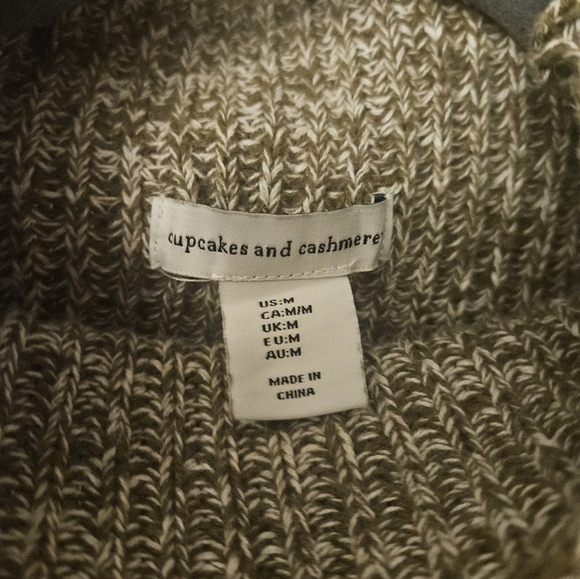 cupcakes and cashmere
US:M
CA:M/M
UK:M
EU:M
AU:M
MADE IN
CHINA